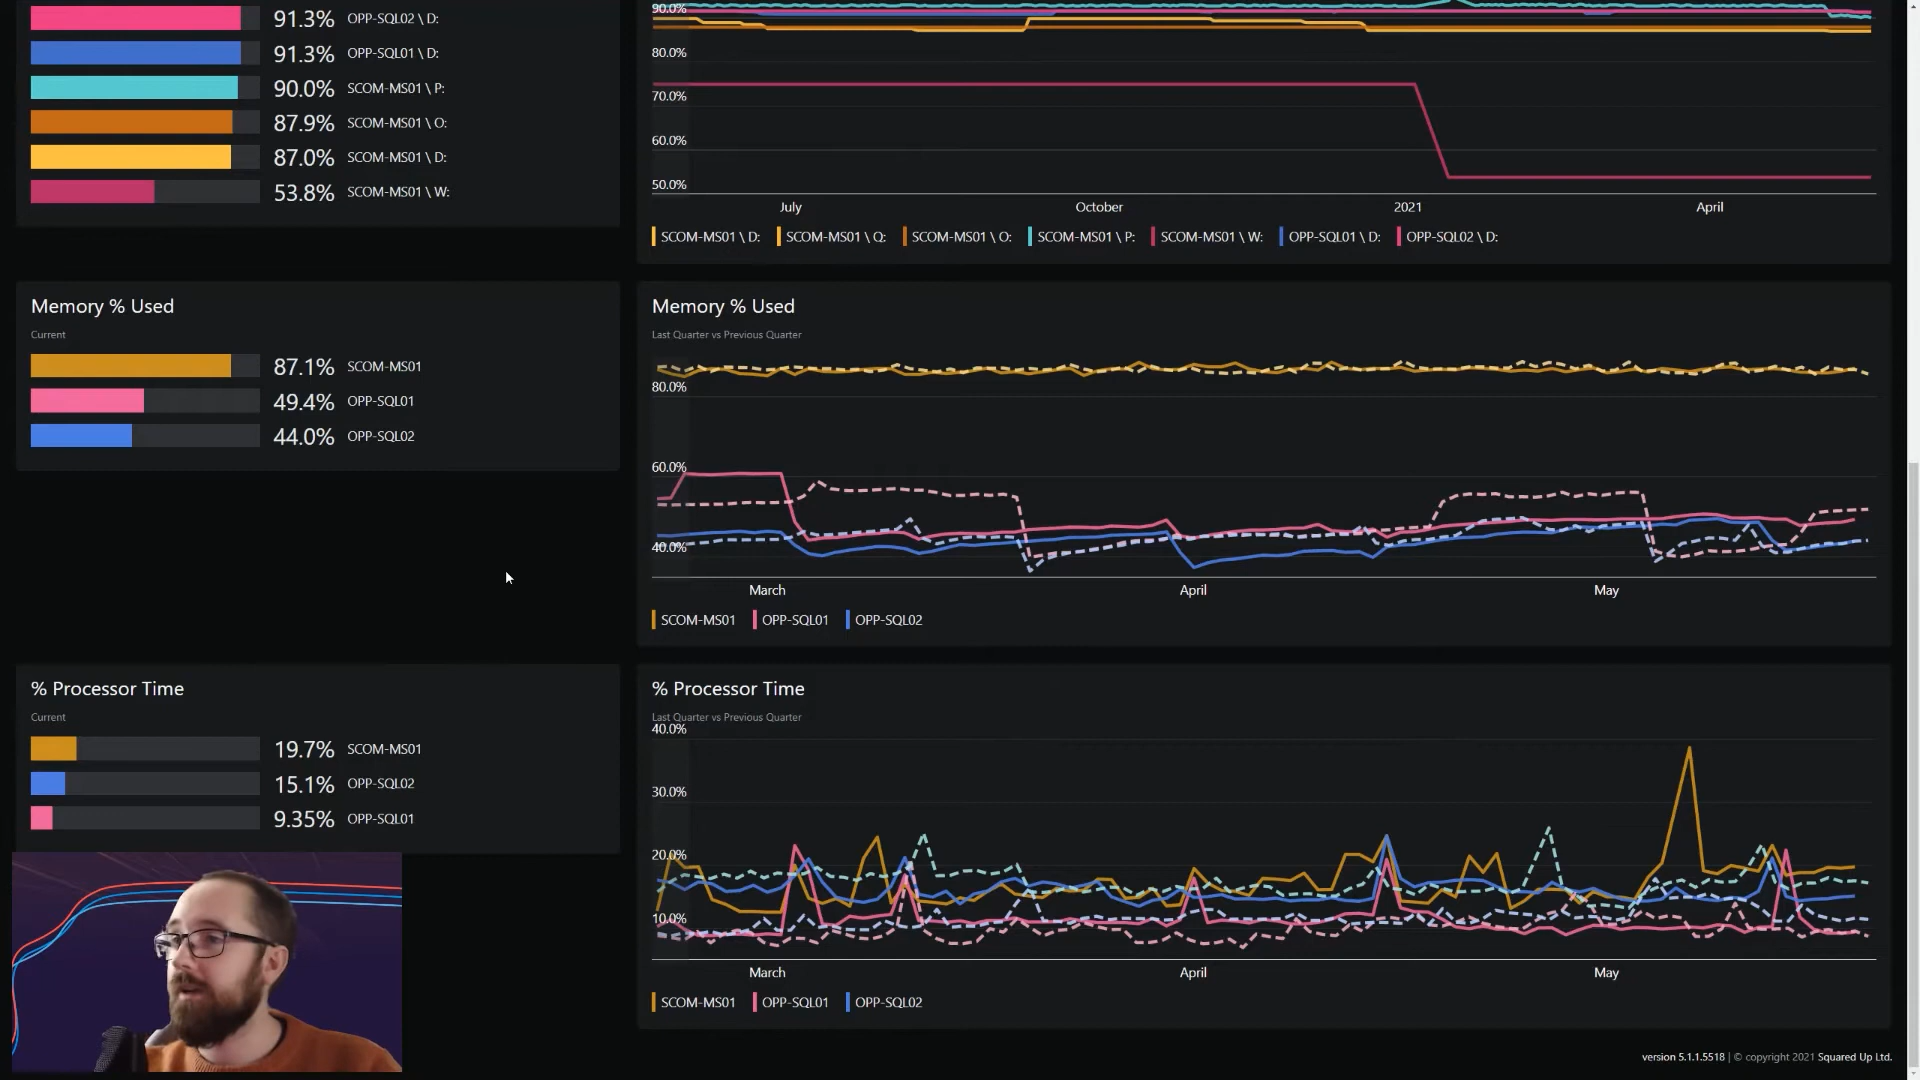 91.3% OPP-SQL02 \ D:
91.3% OPP-SQL01 \ D:
90.0% SCOM-MS01 \ P:
87.9% SCOM-MS01 \ O:
87.0% SCOM-MS01 \ D:
53.8% SCOM-MS01 \ W:
90.0%
80.0%
70.0%
60.0%
50.0%
July October 2021 April
SCOM-MS01 \ D: SCOM-MS01 \ Q: SCOM-MS01 \ O: SCOM-MS01 \ P: SCOM-MS01 \ W: OPP-SQL01 \ D: OPP-SQL02 \ D:
Memory % Used
Current
87.1% SCOM-MS01
49.4% OPP-SQL01
44.0% OPP-SQL02
Memory % Used
Last Quarter vs Previous Quarter
80.0%
60.0%
40.0%
March April May
SCOM-MS01 OPP-SQL01 OPP-SQL02
% Processor Time
Current
19.7% SCOM-MS01
15.1% OPP-SQL02
9.35% OPP-SQL01
% Processor Time
Last Quarter vs Previous Quarter
40.0%
30.0%
20.0%
10.0%
March April May
SCOM-MS01 OPP-SQL01 OPP-SQL02
version 5.1.1.5518 | © copyright 2021 Squared Up Ltd.